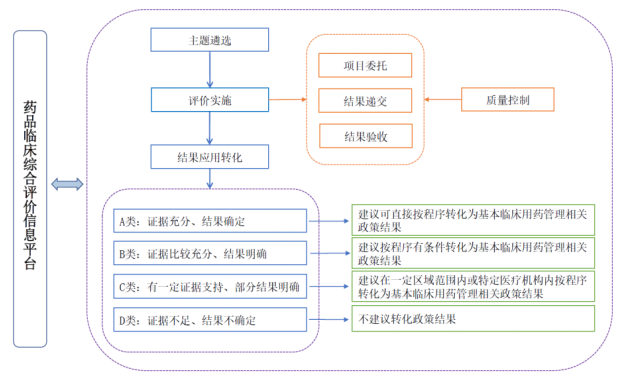 药品临床综合评价信息平台
主题遴选
评价实施
结果应用转化
项目委托
结果递交
结果验收
质量控制
A类：证据充分、结果确定
建议可直接按程序转化为基本临床用药管理相关
政策结果
B类：证据比较充分、结果明确
建议按程序有条件转化为基本临床用药管理相关
政策结果
C类：有一定证据支持、部分结果明确
建议在一定区域范围内或特定医疗机构内按程序
转化为基本临床用药管理相关政策结果
D类：证据不足、结果不确定
不建议转化政策结果